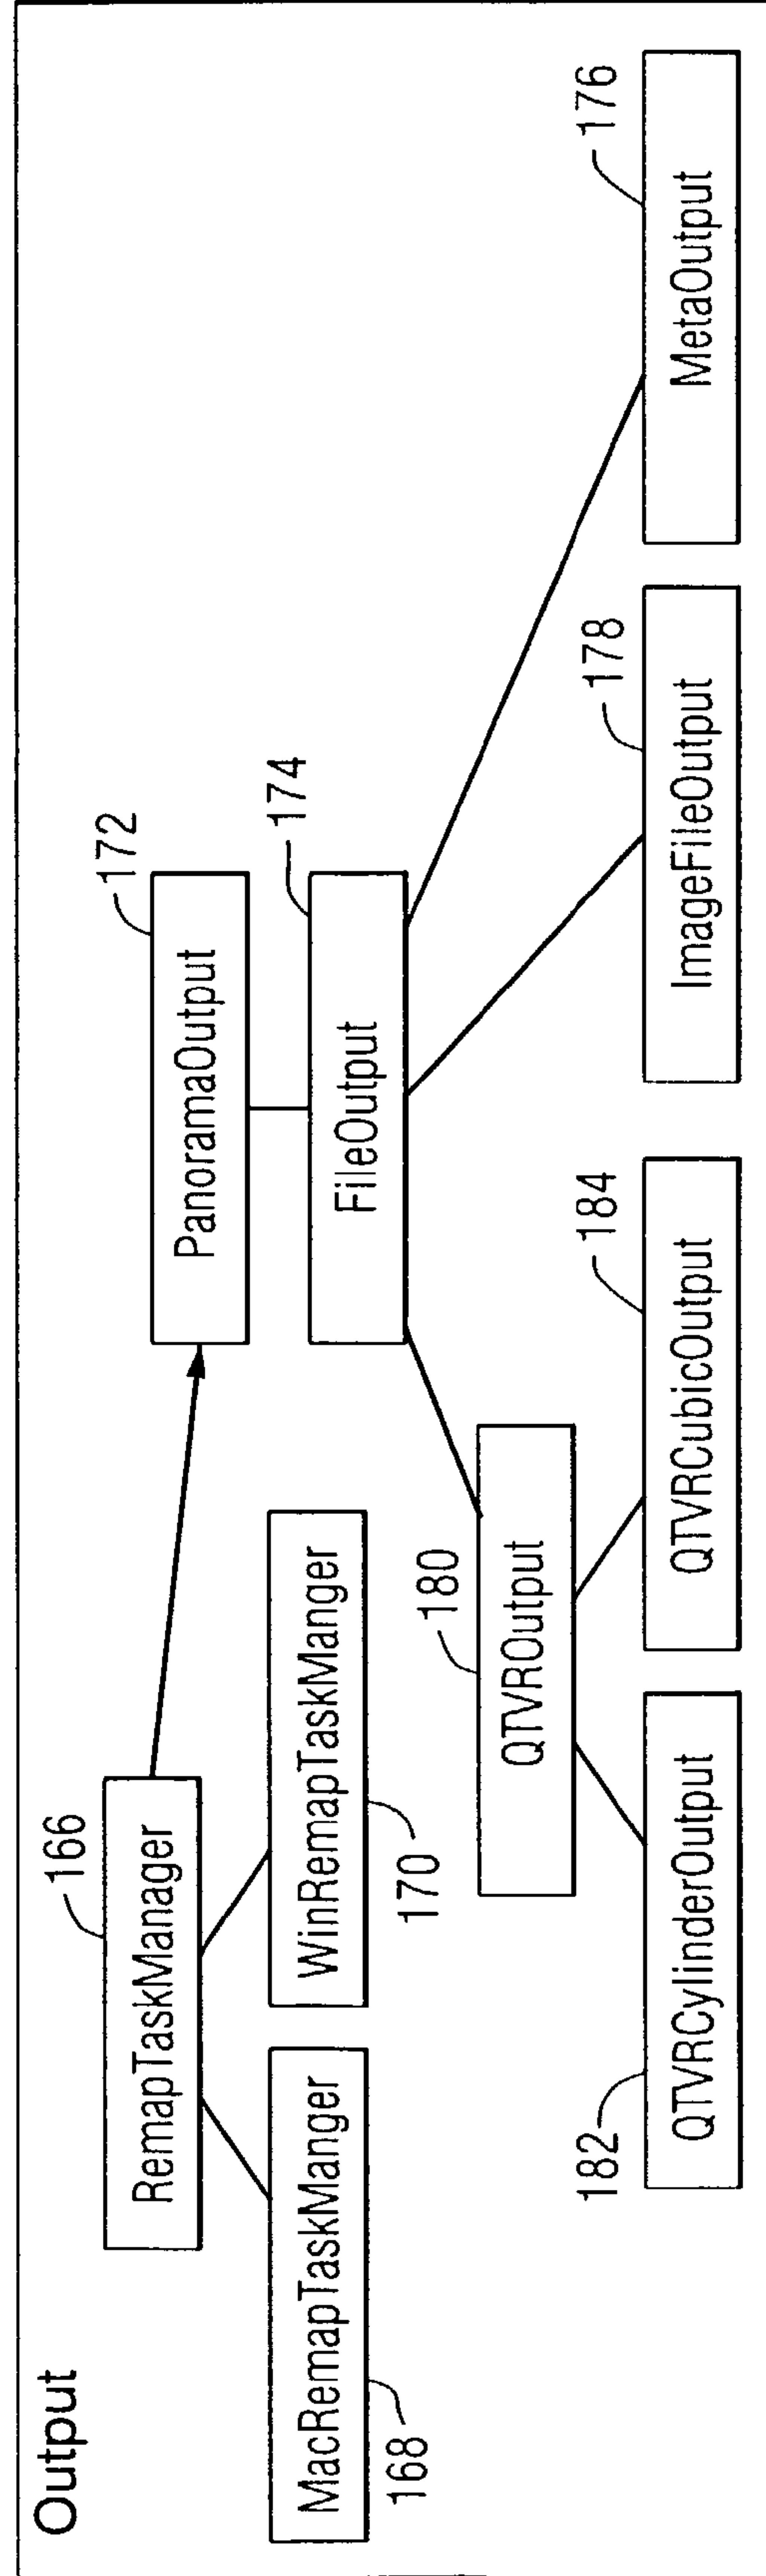 Output
166
RemapTaskManager
MacRemapTaskManger
168
WinRemapTaskManger
170
172
PanoramaOutput
174
FileOutput
180
QTVROutput
182
QTVRCylinderOutput
184
QTVRCubicOutput
178
ImageFileOutput
176
MetaOutput